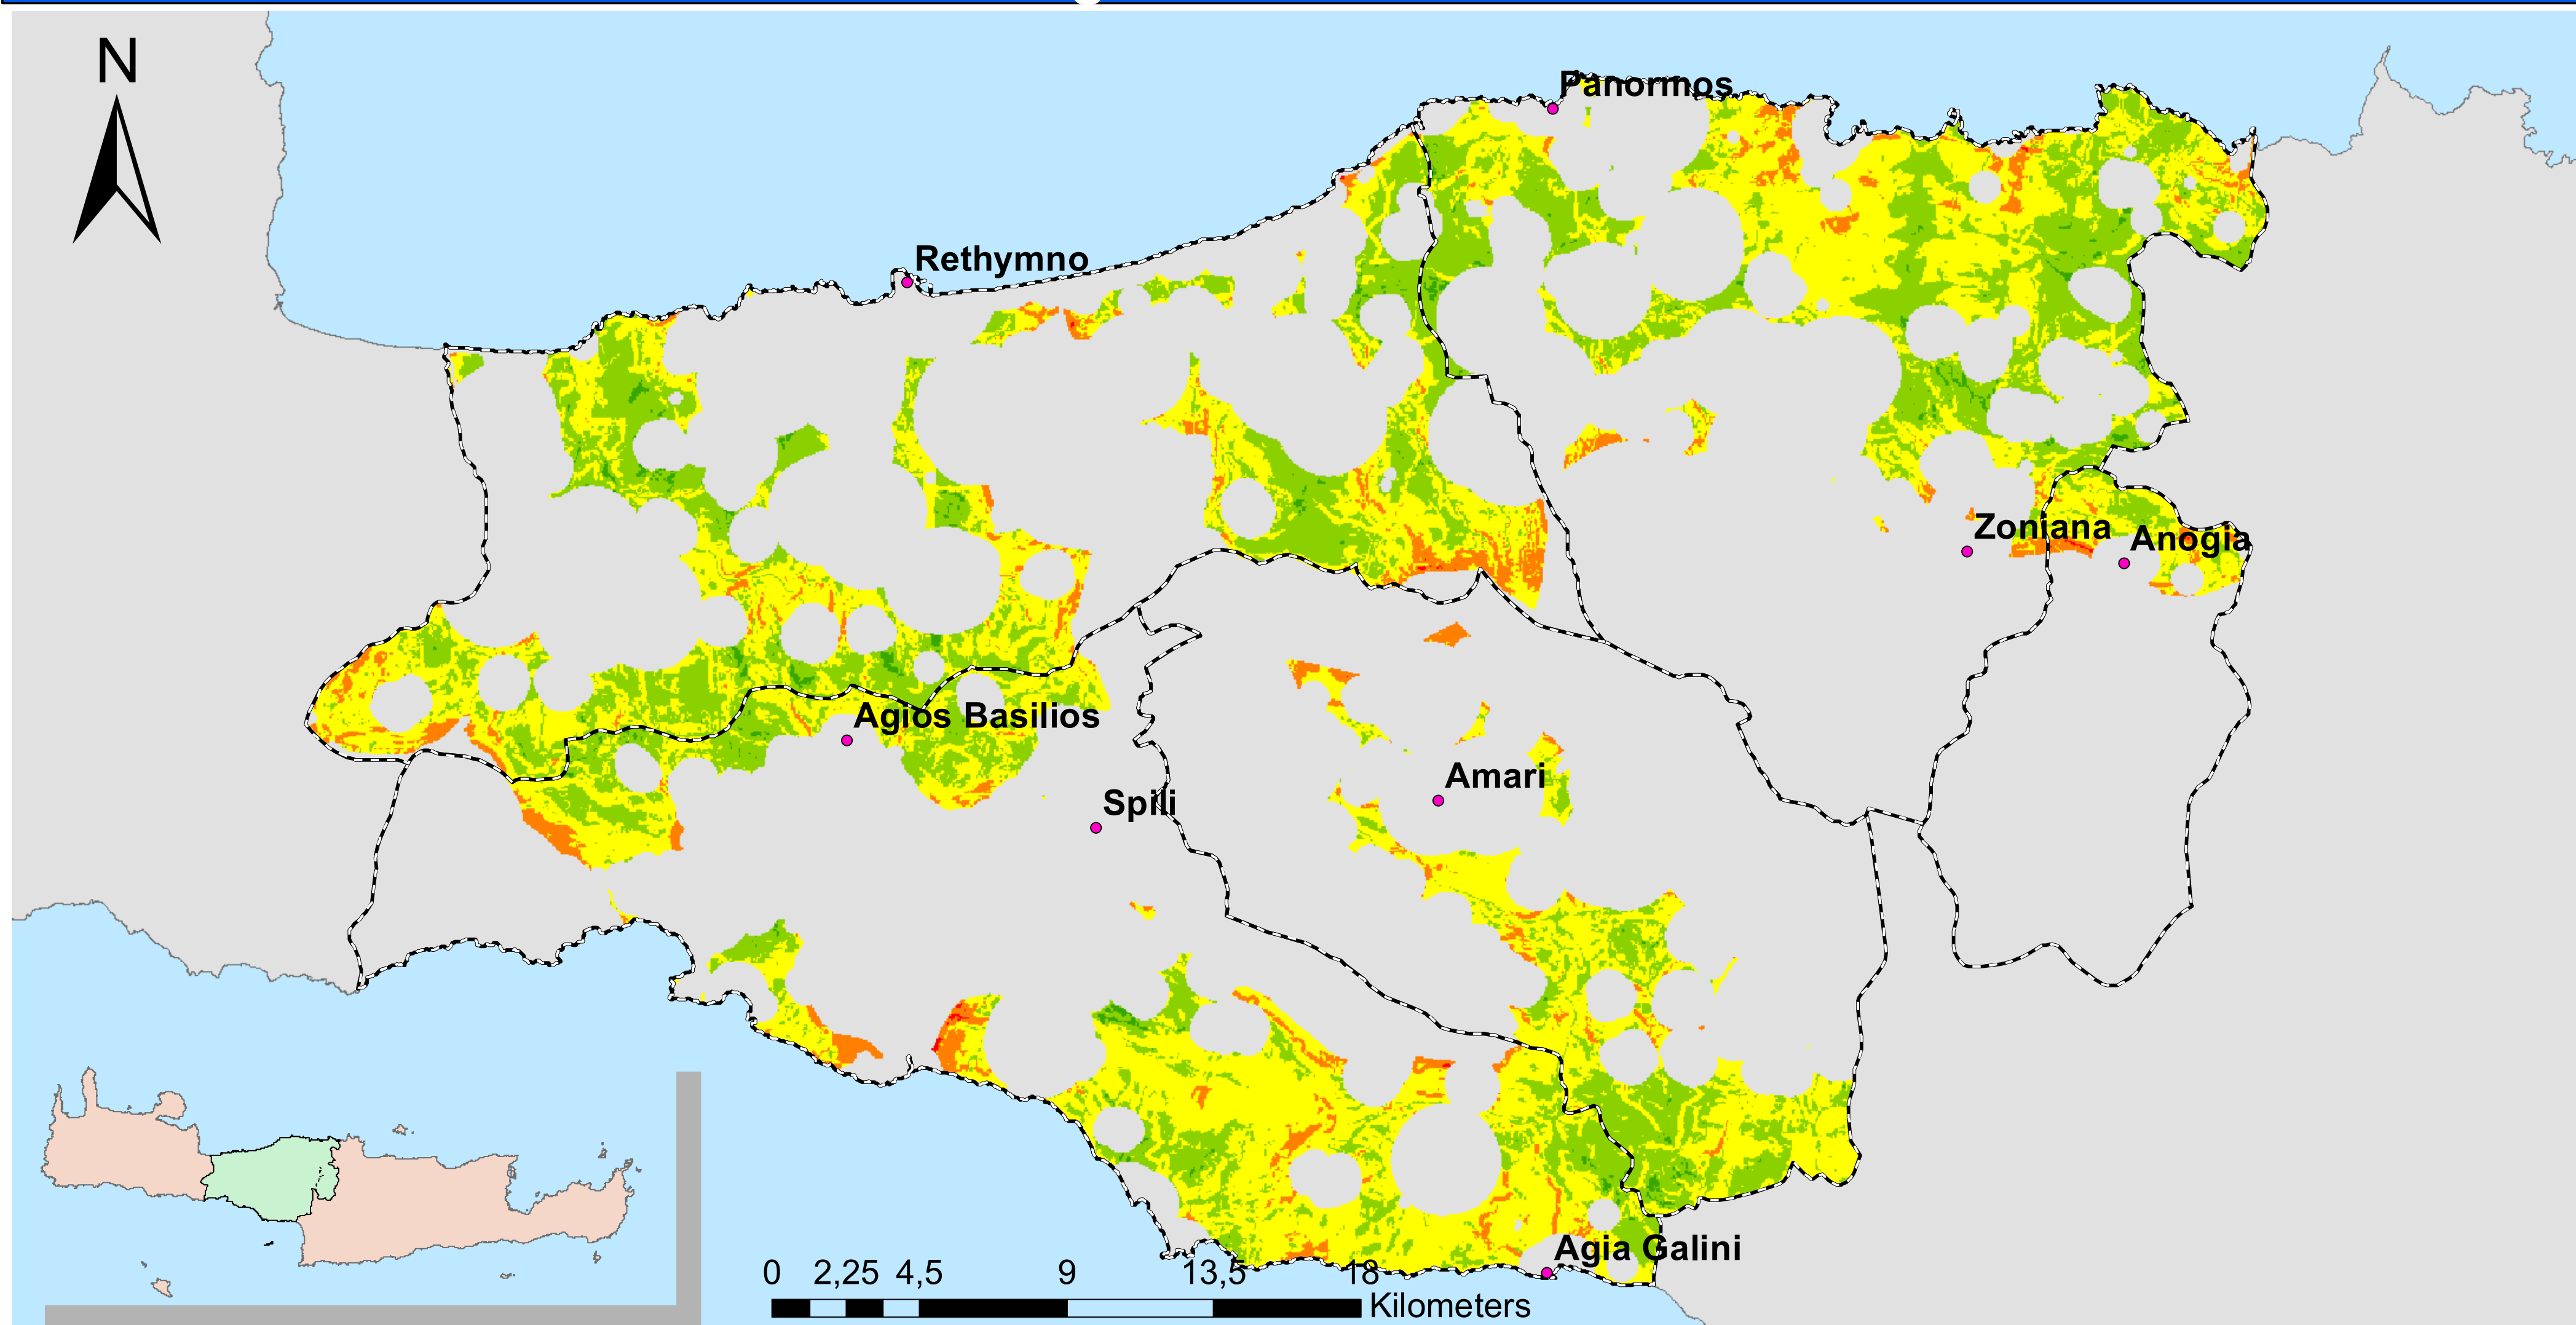 N
Panormos
Rethymno
Zoniana
Anogia
Agios Basilios
Amari
Spili
Agia Galini
0 2,25 4,5 9 13,5 18
Kilometers